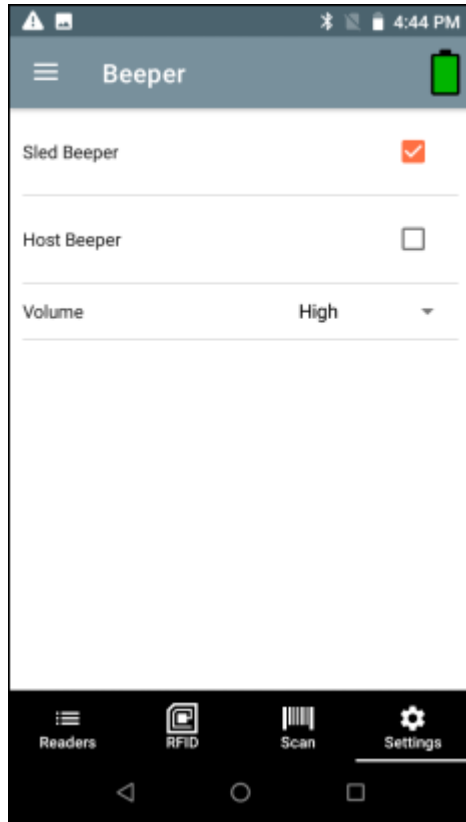 4:44 PM
Beeper
Sled Beeper
Host Beeper
Volume High
Readers RFID Scan Settings